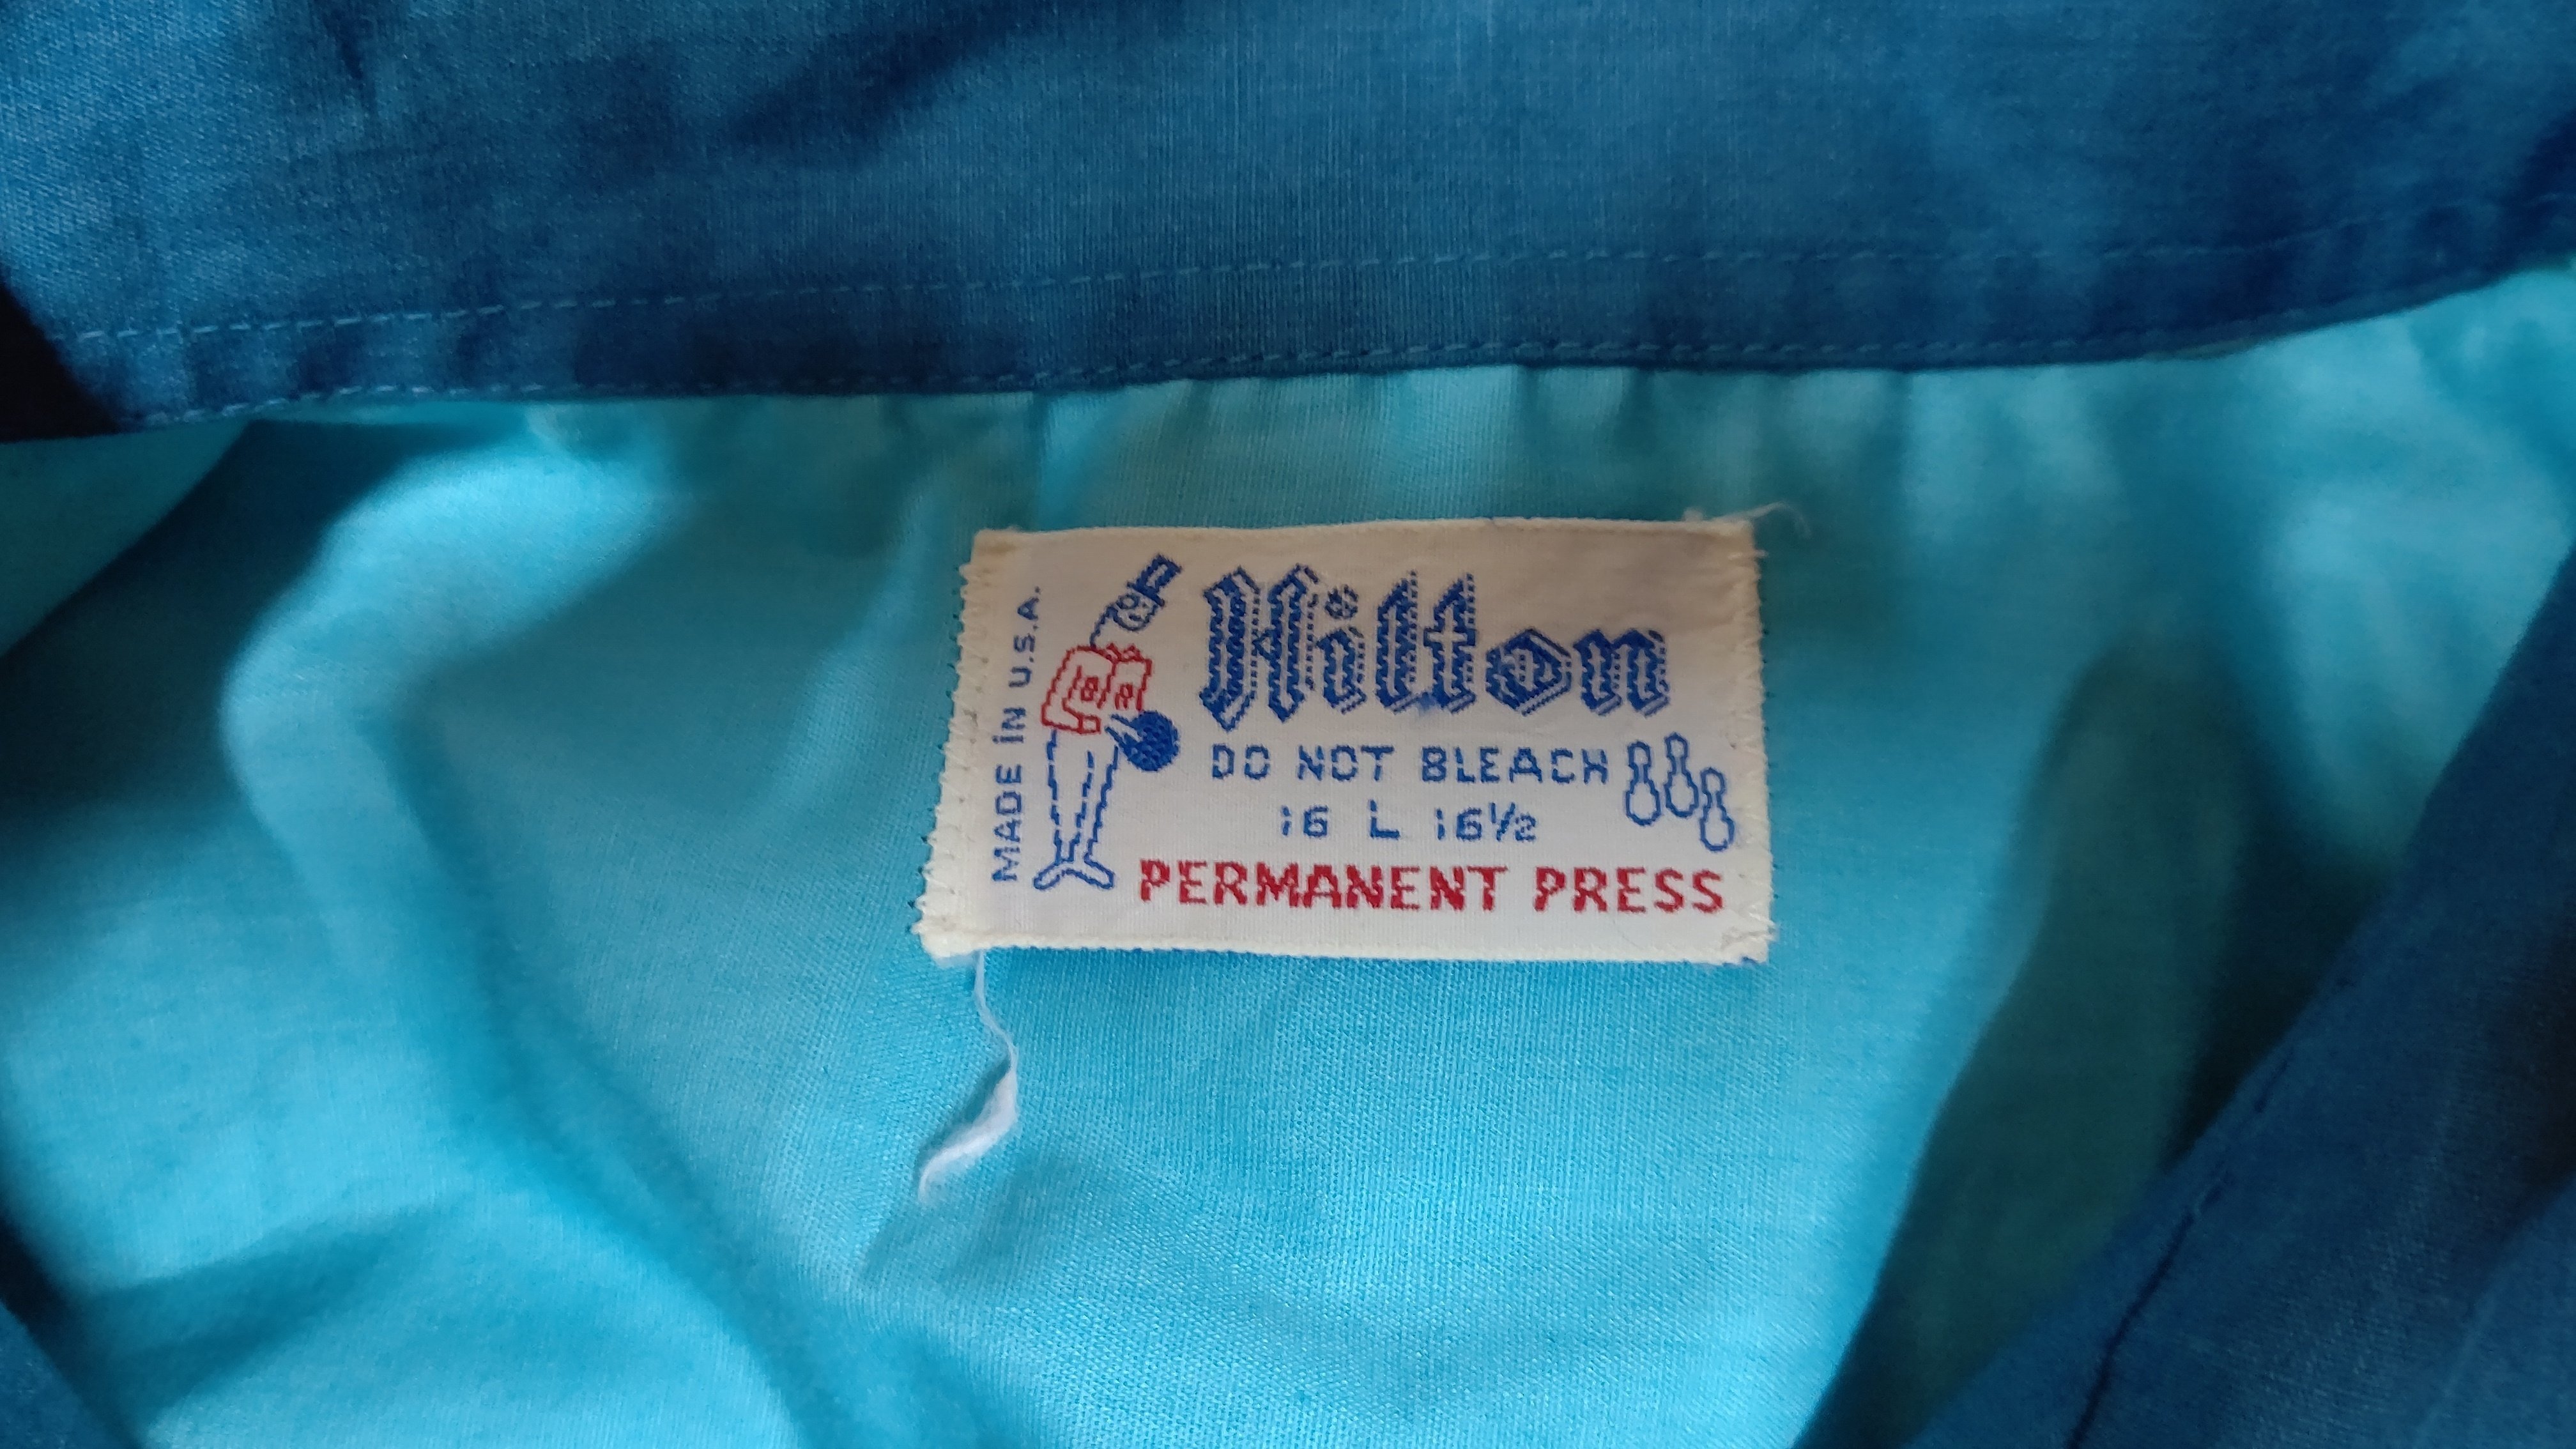 MADE iN U.S.A.
Hilton
DO NOT BLEACH
16 L 16½
PERMANENT PRESS